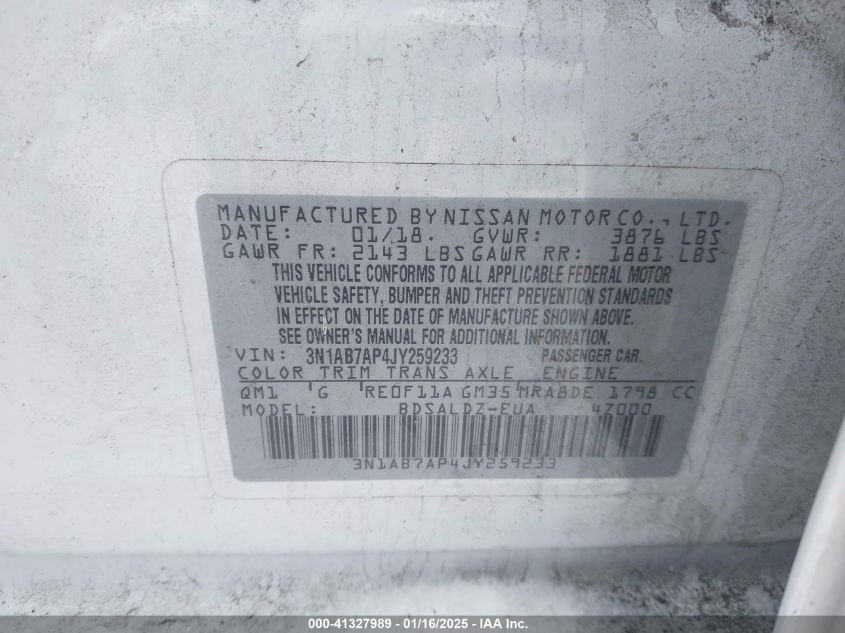 MANUFACTURED BY NISSAN MOTOR CO., LTD.
DATE: 01/18. GVWR: 3876 LBS
GAWR FR: 2143 LBS GAWR RR: 1881 LBS
THIS VEHICLE CONFORMS TO ALL APPLICABLE FEDERAL MOTOR
VEHICLE SAFETY, BUMPER AND THEFT PREVENTION STANDARDS
IN EFFECT ON THE DATE OF MANUFACTURE SHOWN ABOVE.
SEE OWNER'S MANUAL FOR ADDITIONAL INFORMATION.
VIN: 3N1AB7AP4JY259233 PASSENGER CAR.
COLOR TRIM TRANS AXLE ENGINE
QM1 G RE0F11A GM35 MRA8DE 1798 CC
MODEL: BDSALDZ-EUA 4Z000
3N1AB7AP4JY259233
000-41327989 - 01/16/2025 - IAA Inc.